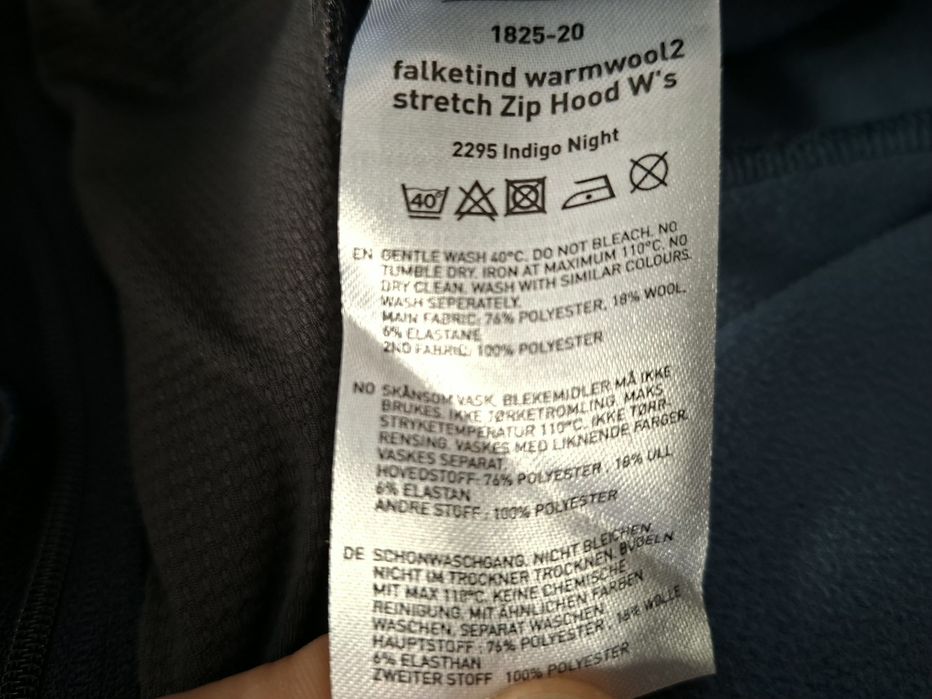 1825-20
falketind warmwool2
stretch Zip Hood W's
2295 Indigo Night
40°
EN GENTLE WASH 40°C. DO NOT BLEACH. NO
TUMBLE DRY. IRON AT MAXIMUM 110°C. NO
DRY CLEAN. WASH WITH SIMILAR COLOURS.
WASH SEPERATELY.
MAIN FABRIC: 76% POLYESTER, 18% WOOL,
6% ELASTANE
2ND FABRIC: 100% POLYESTER
NO SKÅNSOM VASK. BLEKEMIDLER MÅ IKKE
BRUKES. IKKE TØRKETROMLING. MAKS
STRYKETEMPERATUR 110°C. IKKE TØRR-
RENSING. VASKES MED LIKNENDE FARGER.
VASKES SEPARAT.
HOVEDSTOFF: 76% POLYESTER, 18% ULL
6% ELASTAN
ANDRE STOFF: 100% POLYESTER
DE SCHONWASCHGANG. NICHT BLEICHEN.
NICHT IM TROCKNER TROCKNEN. BÜGELN
MIT MAX 110°C. KEINE CHEMISCHE
REINIGUNG. MIT ÄHNLICHEN FARBEN
WASCHEN. SEPARAT WASCHEN.
HAUPTSTOFF: 76% POLYESTER, 18% WOLLE
6% ELASTHAN
ZWEITER STOFF 100% POLYESTER